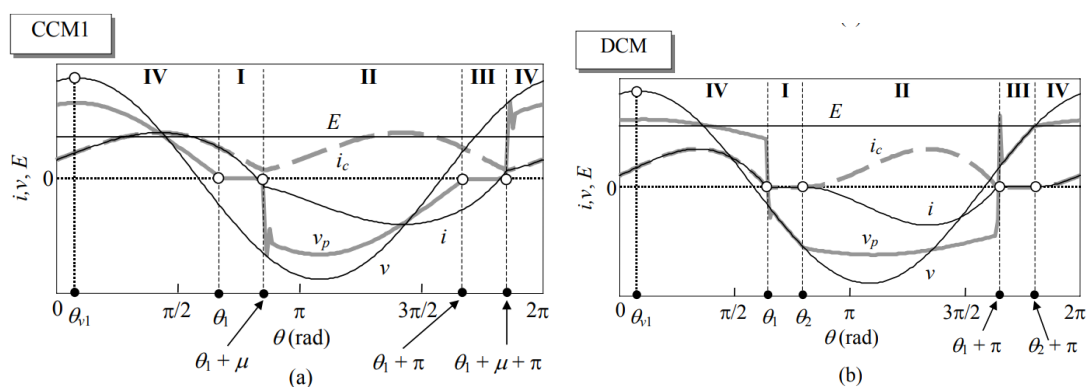 CCM1
IV I II III IV
E
i_c
i,v, E
0
i
v_p
v
0 π/2 π 3π/2 2π
θ_v1 θ_1
θ (rad)
θ_1 + μ θ_1 + π θ_1 + μ + π
(a)
DCM
IV I II III IV
E
i_c
i,v, E
0
i
v_p
v
0 π/2 π 3π/2 2π
θ_v1 θ_1 θ_2
θ (rad)
θ_1 + π θ_2 + π
(b)